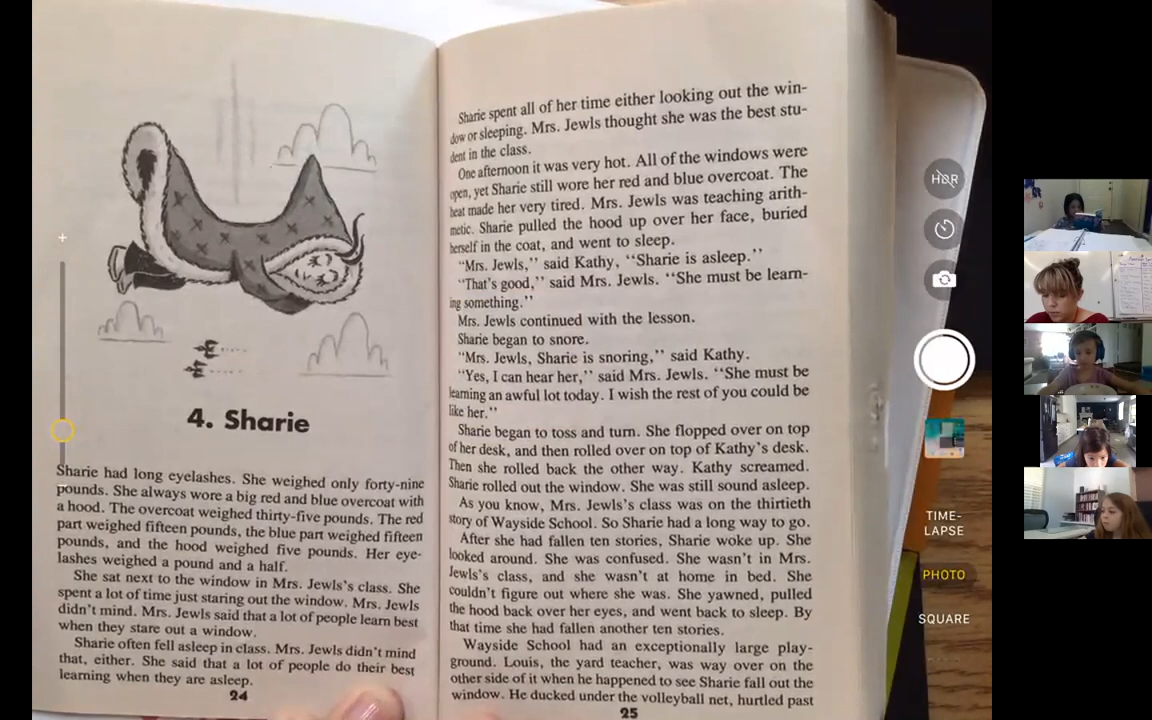 4. Sharie
Sharie had long eyelashes. She weighed only forty-nine
pounds. She always wore a big red and blue overcoat with
a hood. The overcoat weighed thirty-five pounds. The red
part weighed fifteen pounds, the blue part weighed fifteen
pounds, and the hood weighed five pounds. Her eye-
lashes weighed a pound and a half.
She sat next to the window in Mrs. Jewls's class. She
spent a lot of time just staring out the window. Mrs. Jewls
didn't mind. Mrs. Jewls said that a lot of people learn best
when they stare out a window.
Sharie often fell asleep in class. Mrs. Jewls didn't mind
that, either. She said that a lot of people do their best
learning when they are asleep.
24
Sharie spent all of her time either looking out the win-
dow or sleeping. Mrs. Jewls thought she was the best stu-
dent in the class.
One afternoon it was very hot. All of the windows were
open, yet Sharie still wore her red and blue overcoat. The
heat made her very tired. Mrs. Jewls was teaching arith-
metic. Sharie pulled the hood up over her face, buried
herself in the coat, and went to sleep.
"Mrs. Jewls," said Kathy, "Sharie is asleep."
"That's good," said Mrs. Jewls. "She must be learn-
ing something."
Mrs. Jewls continued with the lesson.
Sharie began to snore.
"Mrs. Jewls, Sharie is snoring," said Kathy.
"Yes, I can hear her," said Mrs. Jewls. "She must be
learning an awful lot today. I wish the rest of you could be
like her."
Sharie began to toss and turn. She flopped over on top
of her desk, and then rolled over on top of Kathy's desk.
Then she rolled back the other way. Kathy screamed.
Sharie rolled out the window. She was still sound asleep.
As you know, Mrs. Jewls's class was on the thirtieth
story of Wayside School. So Sharie had a long way to go.
After she had fallen ten stories, Sharie woke up. She
looked around. She was confused. She wasn't in Mrs.
Jewls's class, and she wasn't at home in bed. She
couldn't figure out where she was. She yawned, pulled
the hood back over her eyes, and went back to sleep. By
that time she had fallen another ten stories.
Wayside School had an exceptionally large play-
ground. Louis, the yard teacher, was way over on the
other side of it when he happened to see Sharie fall out the
window. He ducked under the volleyball net, hurtled past
25
HDR
TIME-
LAPSE
PHOTO
SQUARE